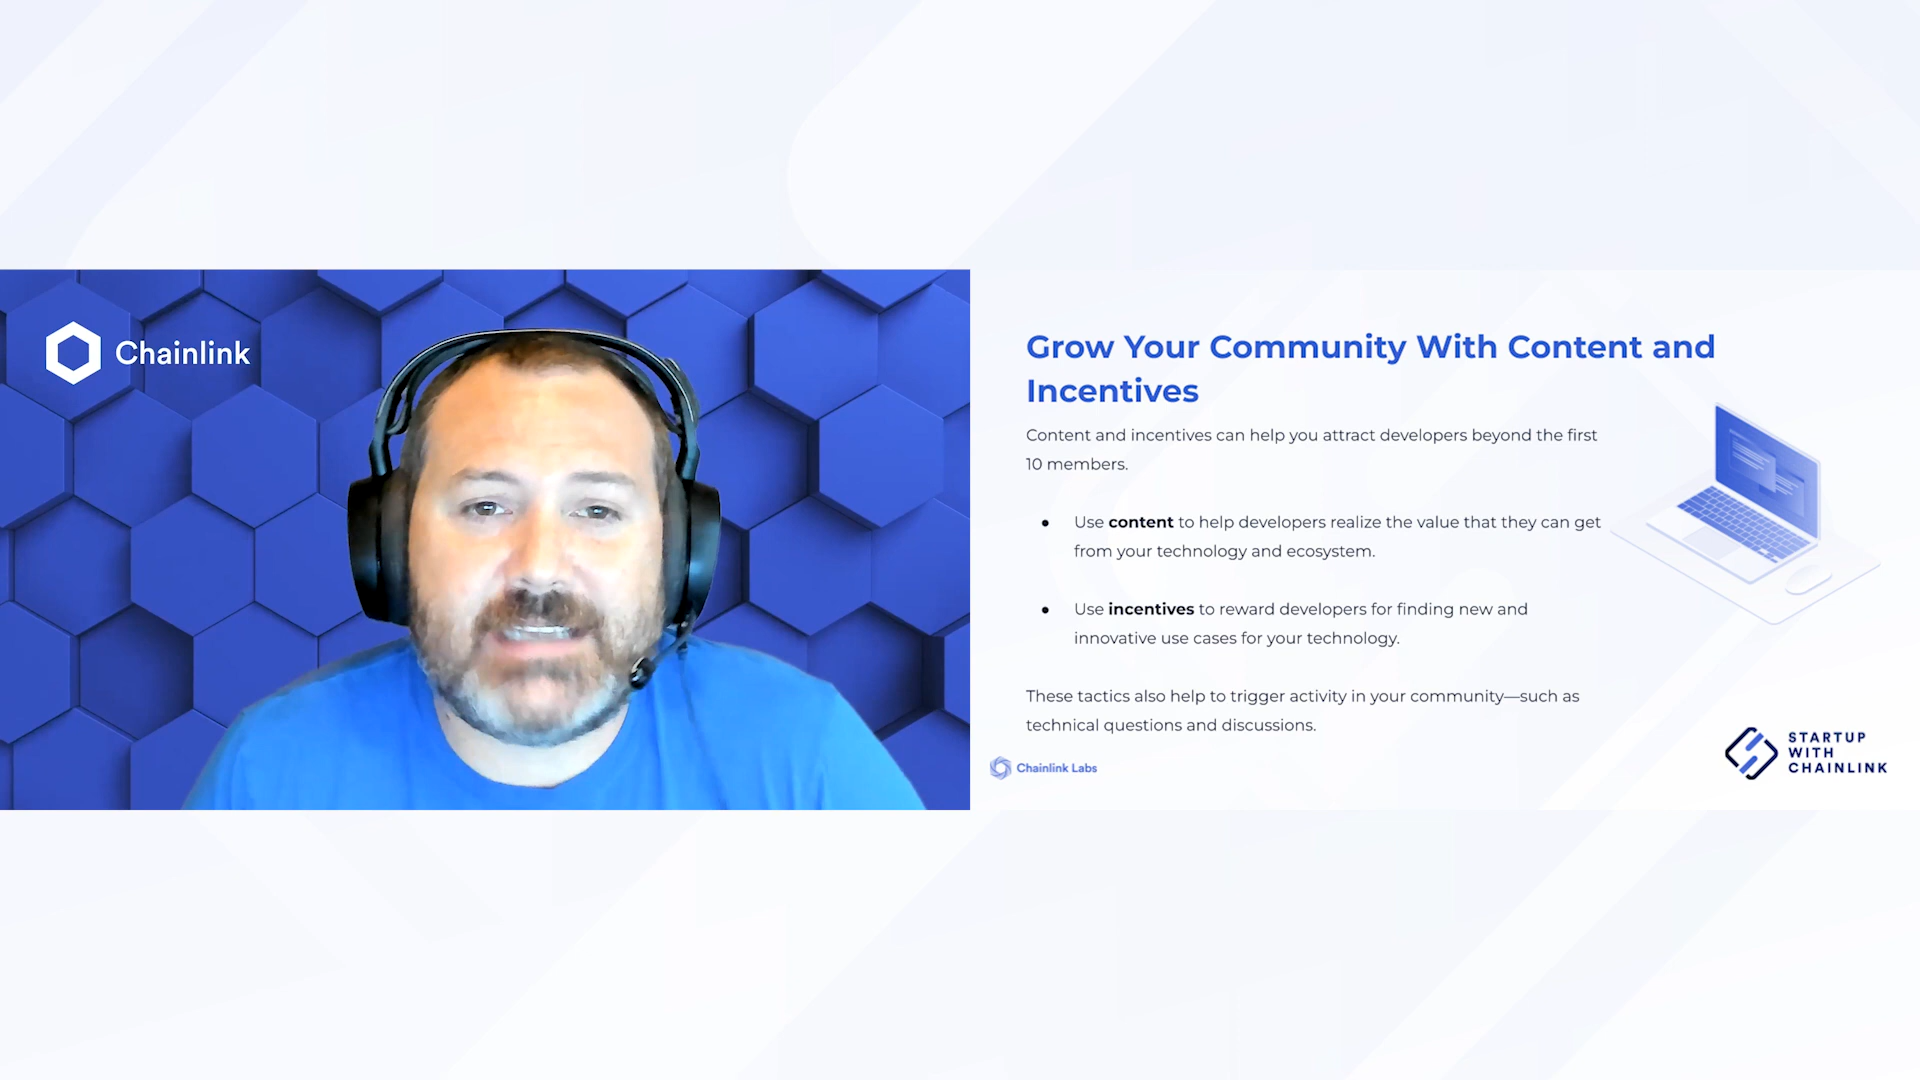 Chainlink
Grow Your Community With Content and
Incentives
Content and incentives can help you attract developers beyond the first
10 members.
● Use content to help developers realize the value that they can get
from your technology and ecosystem.
● Use incentives to reward developers for finding new and
innovative use cases for your technology.
These tactics also help to trigger activity in your community—such as
technical questions and discussions.
Chainlink Labs
STARTUP
WITH
CHAINLINK